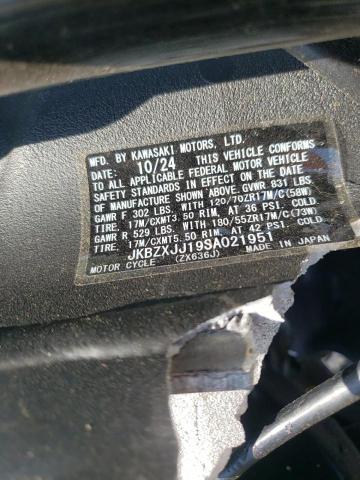 MFD. BY KAWASAKI MOTORS, LTD.
DATE: 10/24 THIS VEHICLE CONFORMS
TO ALL APPLICABLE FEDERAL MOTOR VEHICLE
SAFETY STANDARDS IN EFFECT ON THE DATE
OF MANUFACTURE SHOWN ABOVE. GVWR 831 LBS
GAWR F 302 LBS. WITH 120/70ZR17M/C(58W)
TIRE, 17M/CXMT3.50 RIM, AT 36 PSI. COLD
GAWR R 529 LBS. WITH 180/55ZR17M/C(73W)
TIRE, 17M/CXMT5.50 RIM, AT 42 PSI. COLD
JKBZXJJ19SA021951
MOTOR CYCLE (ZX636J) MADE IN JAPAN